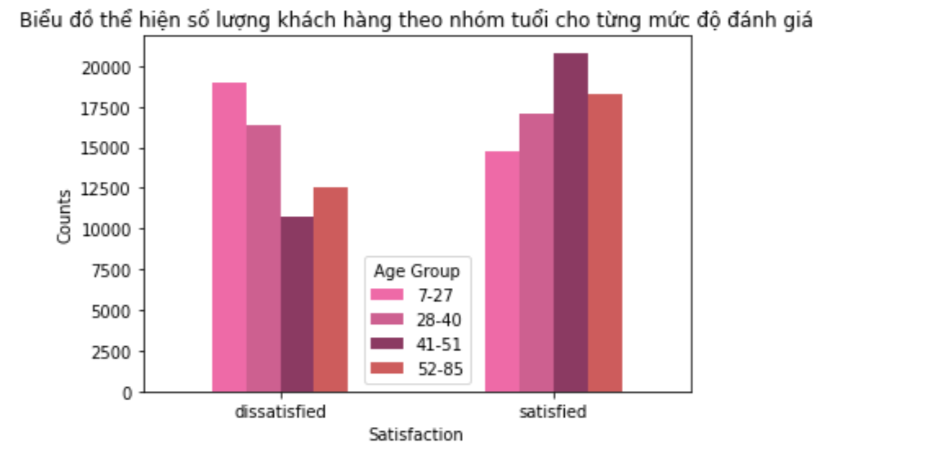 Biểu đồ thể hiện số lượng khách hàng theo nhóm tuổi cho từng mức độ đánh giá
20000
17500
15000
12500
10000
7500
5000
2500
0
Counts
Age Group
7-27
28-40
41-51
52-85
dissatisfied
satisfied
Satisfaction